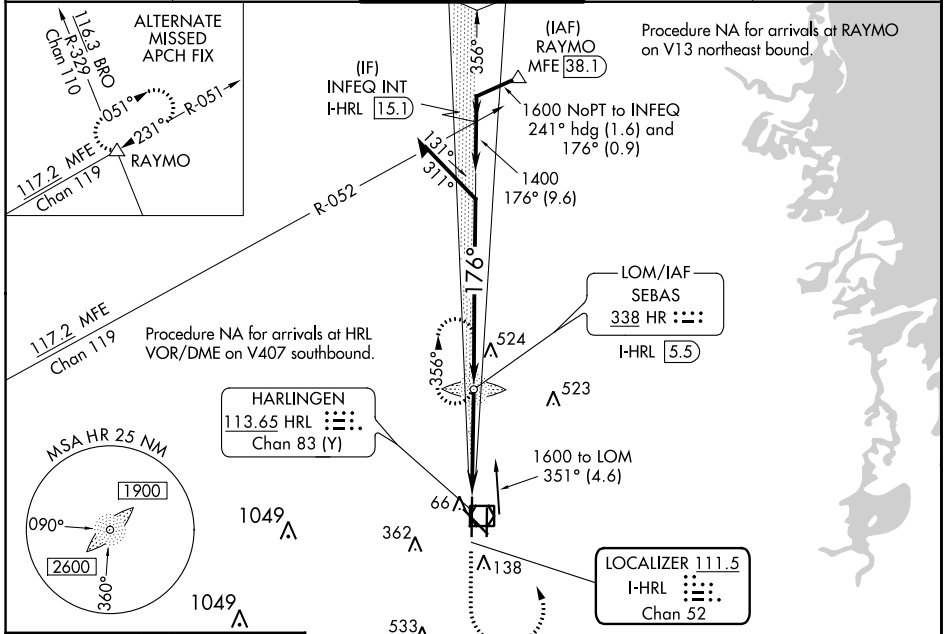 ALTERNATE
MISSED
APCH FIX
116.3 BRO
R-329
Chan 110
051°
231°
R-051
RAYMO
117.2 MFE
Chan 119
356°
(IAF)
RAYMO
MFE 38.1
Procedure NA for arrivals at RAYMO
on V13 northeast bound.
(IF)
INFEQ INT
I-HRL 15.1
1600 NoPT to INFEQ
241° hdg (1.6) and
176° (0.9)
131°
311°
1400
176° (9.6)
R-052
176°
117.2 MFE
Chan 119
LOM/IAF
SEBAS
338 HR
I-HRL 5.5
Procedure NA for arrivals at HRL
VOR/DME on V407 southbound.
356°
524
523
HARLINGEN
113.65 HRL
Chan 83 (Y)
MSA HR 25 NM
1900
090°
2600
360°
1600 to LOM
351° (4.6)
66
1049
362
138
LOCALIZER 111.5
I-HRL
Chan 52
1049
533